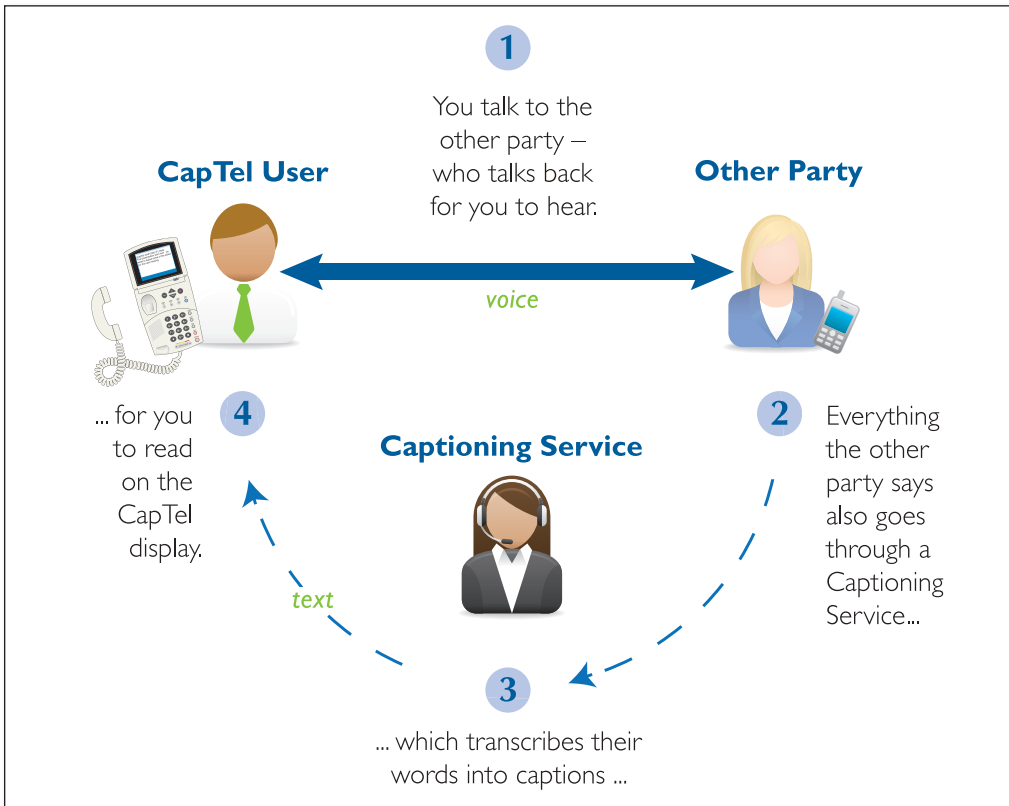 1
You talk to the
other party –
who talks back
for you to hear.
CapTel User
Other Party
voice
2
Everything
the other
party says
also goes
through a
Captioning
Service...
Captioning Service
3
... which transcribes their
words into captions ...
text
4
... for you
to read
on the
CapTel
display.